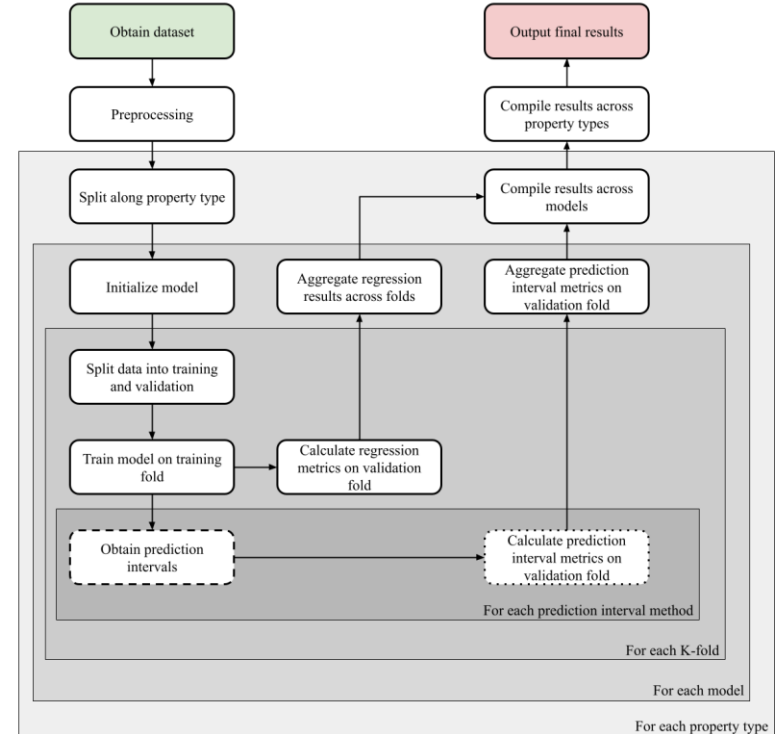 Obtain dataset
Output final results
Preprocessing
Compile results across
property types
Split along property type
Compile results across
models
Initialize model
Aggregate regression
results across folds
Aggregate prediction
interval metrics on
validation fold
Split data into training
and validation
Train model on training
fold
Calculate regression
metrics on validation
fold
Obtain prediction
intervals
Calculate prediction
interval metrics on
validation fold
For each prediction interval method
For each K-fold
For each model
For each property type